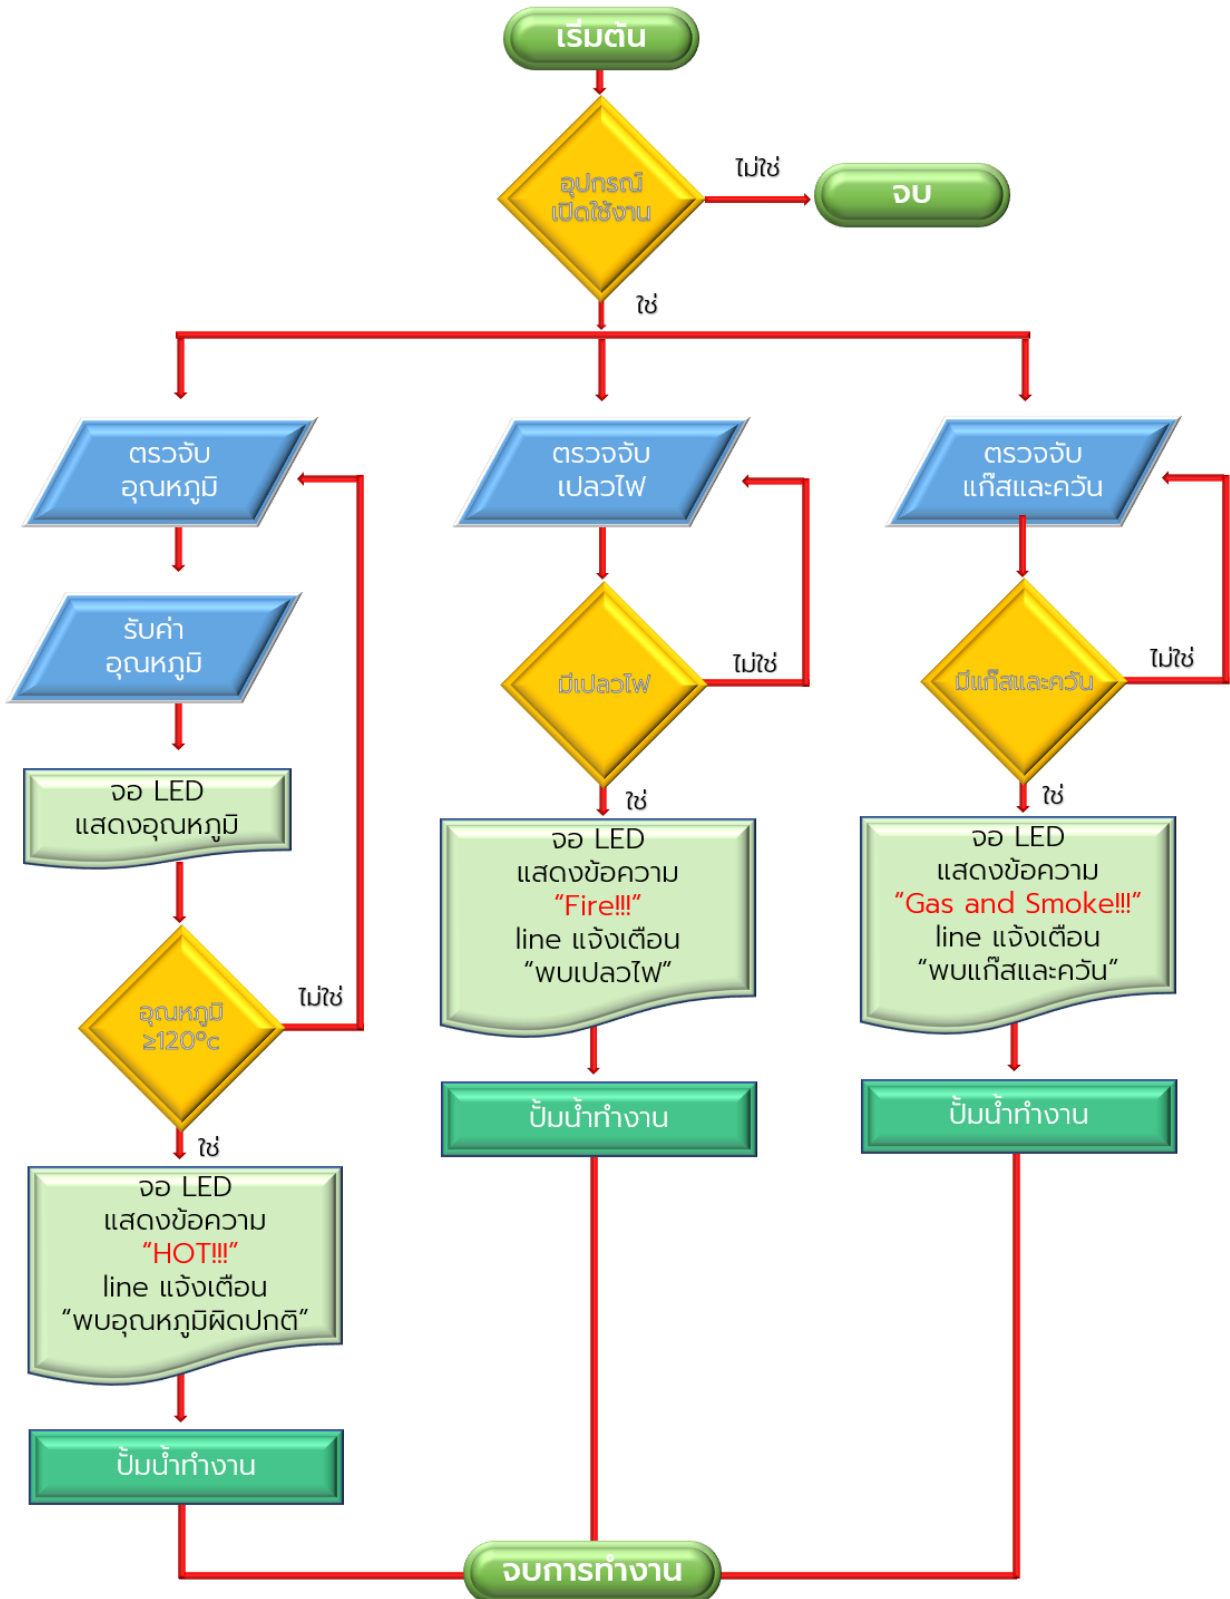 เริ่มต้น
อุปกรณ์
เปิดใช้งาน
ไม่ใช่
จบ
ใช่
ตรวจับ
อุณหภูมิ
รับค่า
อุณหภูมิ
จอ LED
แสดงอุณหภูมิ
อุณหภูมิ
≥120°c
ไม่ใช่
ใช่
จอ LED
แสดงข้อความ
“HOT!!!”
line แจ้งเตือน
“พบอุณหภูมิผิดปกติ”
ปั้มน้ำทำงาน
ตรวจจับ
เปลวไฟ
มีเปลวไฟ
ไม่ใช่
ใช่
จอ LED
แสดงข้อความ
“Fire!!!”
line แจ้งเตือน
“พบเปลวไฟ”
ปั้มน้ำทำงาน
ตรวจจับ
แก๊สและควัน
มีแก๊สและควัน
ไม่ใช่
ใช่
จอ LED
แสดงข้อความ
“Gas and Smoke!!!”
line แจ้งเตือน
“พบแก๊สและควัน”
ปั้มน้ำทำงาน
จบการทำงาน